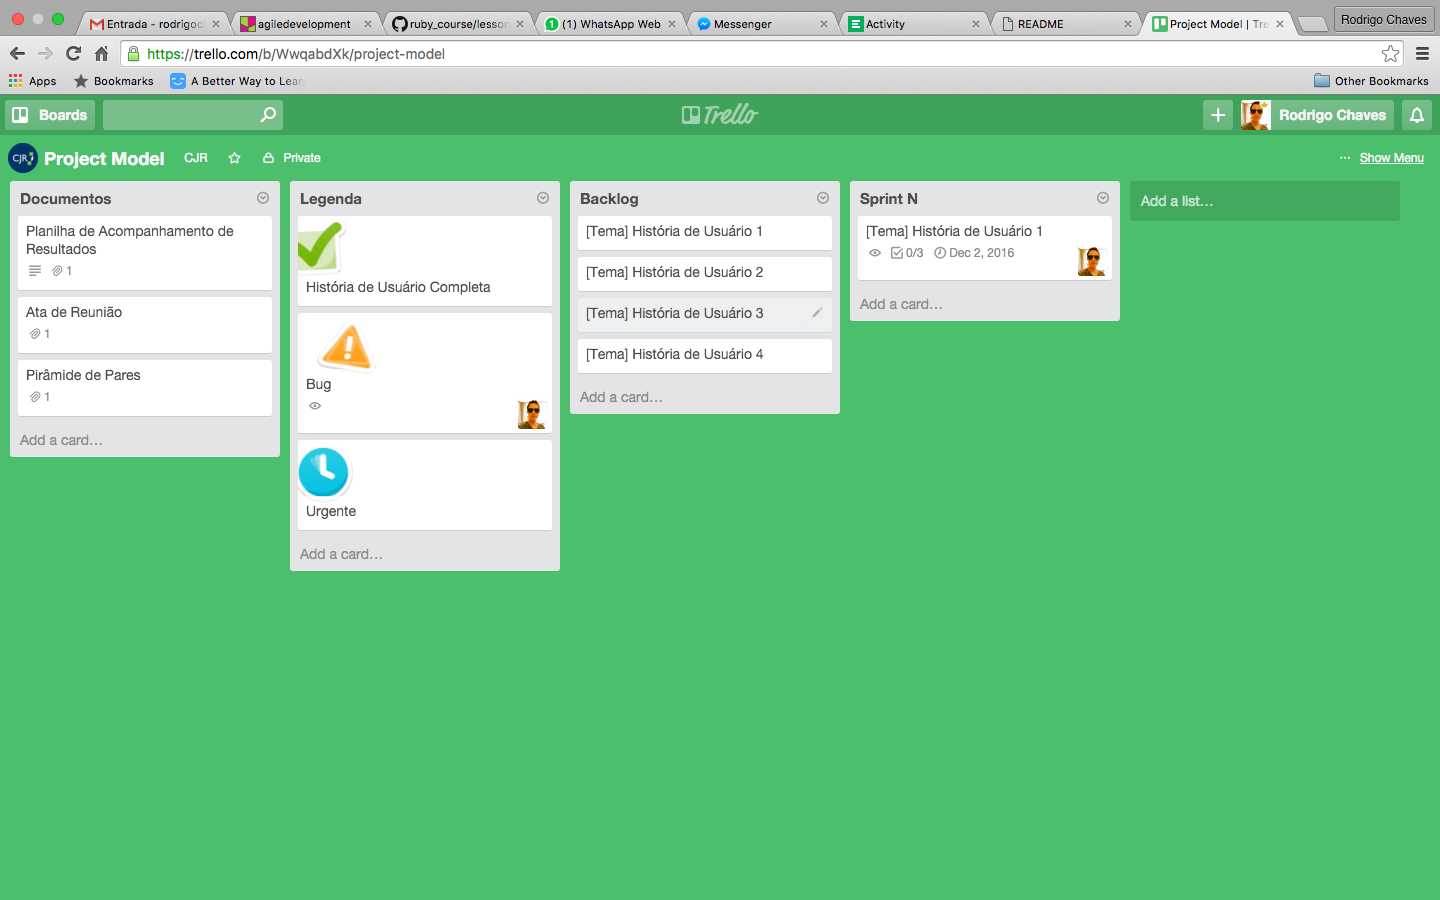 Entrada - rodrigoc
agiledevelopment
ruby_course/lesson
(1) WhatsApp Web
Messenger
Activity
README
Project Model | Tre
Rodrigo Chaves
https://trello.com/b/WwqabdXk/project-model
Apps
Bookmarks
A Better Way to Lear
Other Bookmarks
Boards
Trello
Rodrigo Chaves
CJR
Project Model
CJR
Private
Show Menu
Documentos
Planilha de Acompanhamento de
Resultados
1
Ata de Reunião
1
Pirâmide de Pares
1
Add a card...
Legenda
História de Usuário Completa
Bug
Urgente
Add a card...
Backlog
[Tema] História de Usuário 1
[Tema] História de Usuário 2
[Tema] História de Usuário 3
[Tema] História de Usuário 4
Add a card...
Sprint N
[Tema] História de Usuário 1
0/3 Dec 2, 2016
Add a card...
Add a list...